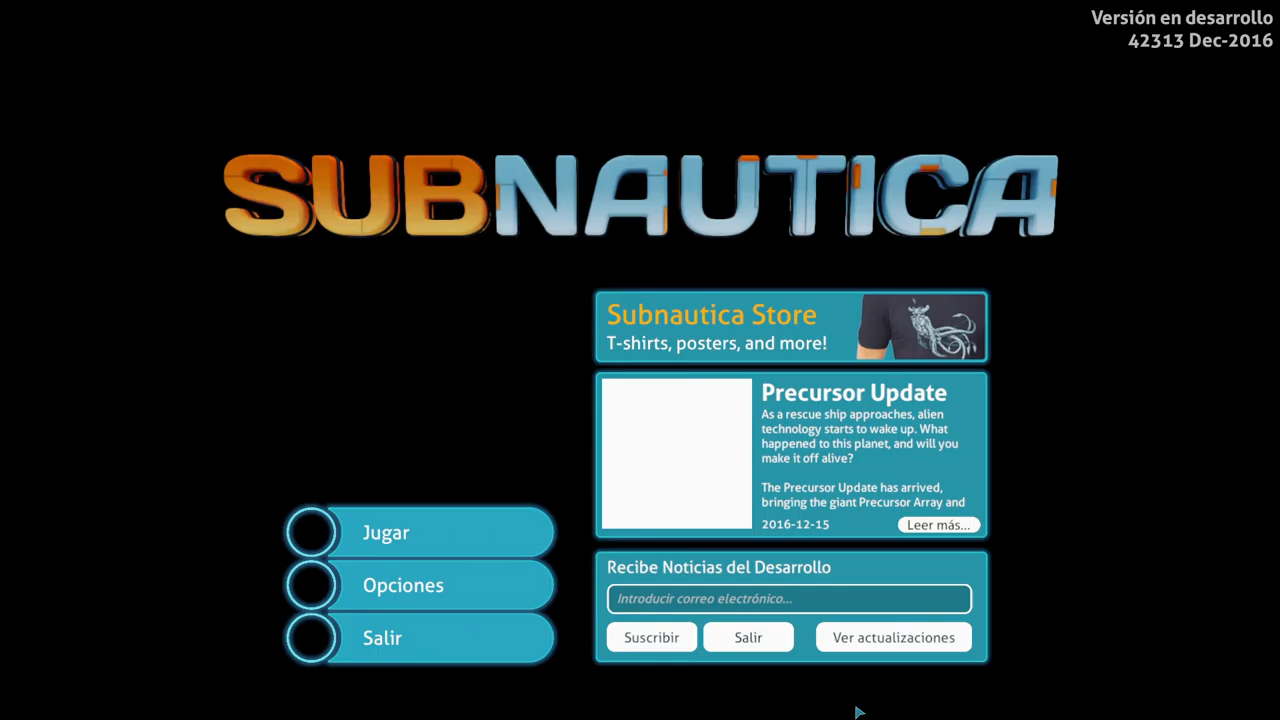 Versión en desarrollo
42313 Dec-2016
SUBNAUTICA
Subnautica Store
T-shirts, posters, and more!
Precursor Update
As a rescue ship approaches, alien
technology starts to wake up. What
happened to this planet, and will you
make it off alive?
The Precursor Update has arrived,
bringing the giant Precursor Array and
2016-12-15
Leer más...
Jugar
Opciones
Salir
Recibe Noticias del Desarrollo
Introducir correo electrónico...
Suscribir
Salir
Ver actualizaciones